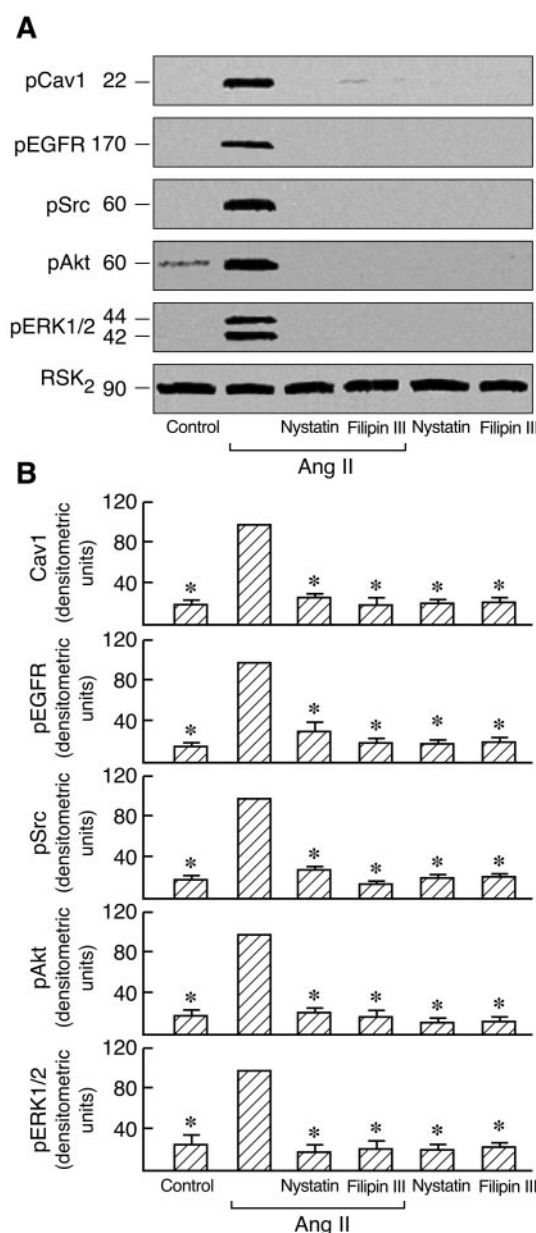 A
pCav1 22
pEGFR 170
pSrc 60
pAkt 60
pERK1/2 44
42
RSK2 90
Control Nystatin Filipin III Nystatin Filipin III
Ang II
B
Cav1
(densitometric
units)
120
80
40
* * * * *
pEGFR
(densitometric
units)
120
80
40
* * * * *
pSrc
(densitometric
units)
120
80
40
* * * * *
pAkt
(densitometric
units)
120
80
40
* * * * *
pERK1/2
(densitometric
units)
120
80
40
* * * * *
Control Nystatin Filipin III Nystatin Filipin III
Ang II